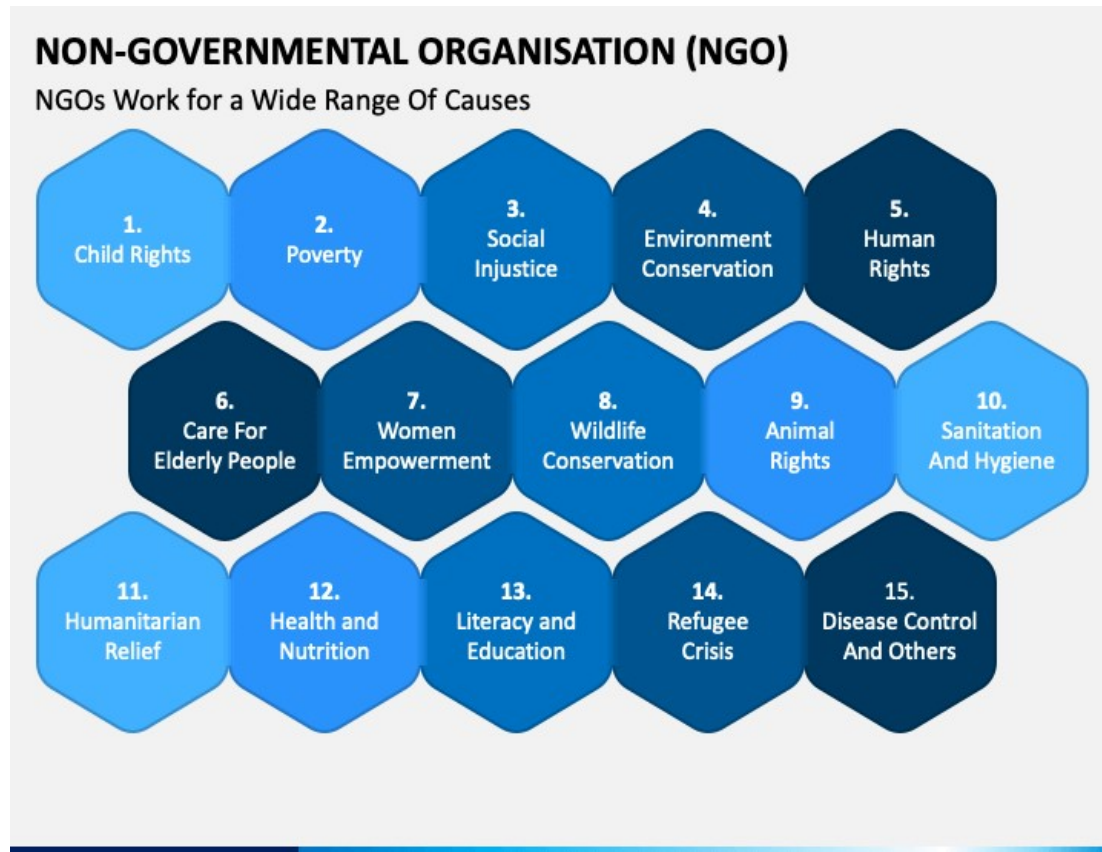 NON-GOVERNMENTAL ORGANISATION (NGO)
NGOs Work for a Wide Range Of Causes
1.
Child Rights
2.
Poverty
3.
Social
Injustice
4.
Environment
Conservation
5.
Human
Rights
6.
Care For
Elderly People
7.
Women
Empowerment
8.
Wildlife
Conservation
9.
Animal
Rights
10.
Sanitation
And Hygiene
11.
Humanitarian
Relief
12.
Health and
Nutrition
13.
Literacy and
Education
14.
Refugee
Crisis
15.
Disease Control
And Others